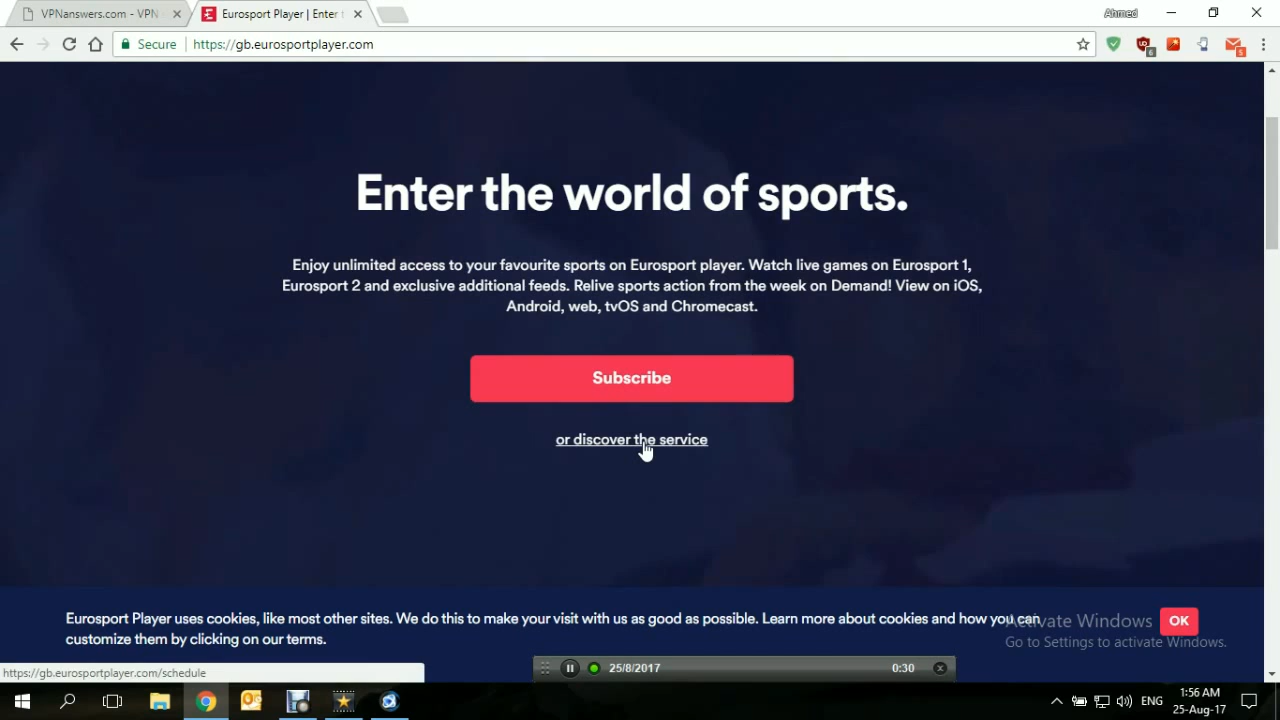 VPNanswers.com - VPN
Eurosport Player | Enter
Ahmed
Secure
https://gb.eurosportplayer.com
6
5
Enter the world of sports.
Enjoy unlimited access to your favourite sports on Eurosport player. Watch live games on Eurosport 1,
Eurosport 2 and exclusive additional feeds. Relive sports action from the week on Demand! View on iOS,
Android, web, tvOS and Chromecast.
Subscribe
or discover the service
Eurosport Player uses cookies, like most other sites. We do this to make your visit with us as good as possible. Learn more about cookies and how you can
customize them by clicking on our terms.
OK
Activate Windows
Go to Settings to activate Windows.
https://gb.eurosportplayer.com/schedule
25/8/2017
0:30
ENG
1:56 AM
25-Aug-17